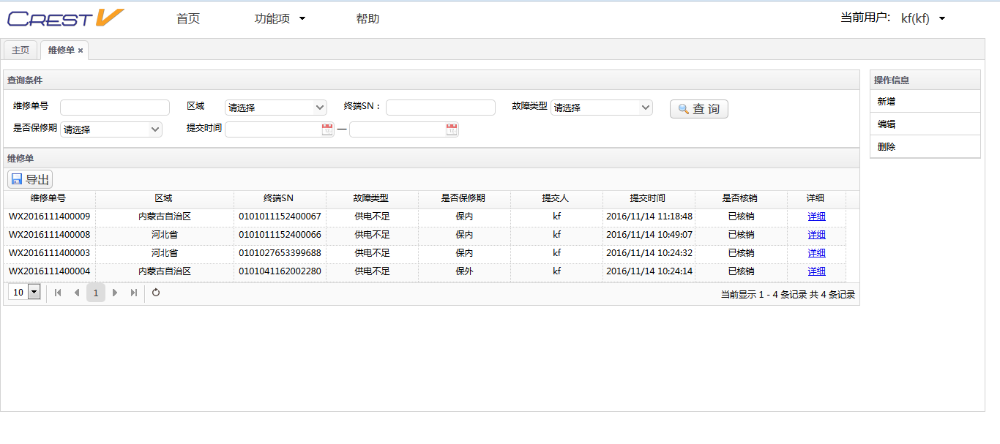 CREST V 首页 功能项 帮助 当前用户: kf(kf)
主页 维修单 ×
查询条件 操作信息
维修单号 区域 请选择 终端SN： 故障类型 请选择 查 询 新增
是否保修期 请选择 提交时间 — 编辑
删除
维修单
导出
维修单号 区域 终端SN 故障类型 是否保修期 提交人 提交时间 是否核销 详细
WX2016111400009 内蒙古自治区 0101011152400067 供电不足 保内 kf 2016/11/14 11:18:48 已核销 详细
WX2016111400008 河北省 0101011152400066 供电不足 保内 kf 2016/11/14 10:49:07 已核销 详细
WX2016111400003 河北省 0101027653399688 供电不足 保内 kf 2016/11/14 10:24:32 已核销 详细
WX2016111400004 内蒙古自治区 0101041162002280 供电不足 保外 kf 2016/11/14 10:24:14 已核销 详细
10 1 当前显示 1 - 4 条记录 共 4 条记录